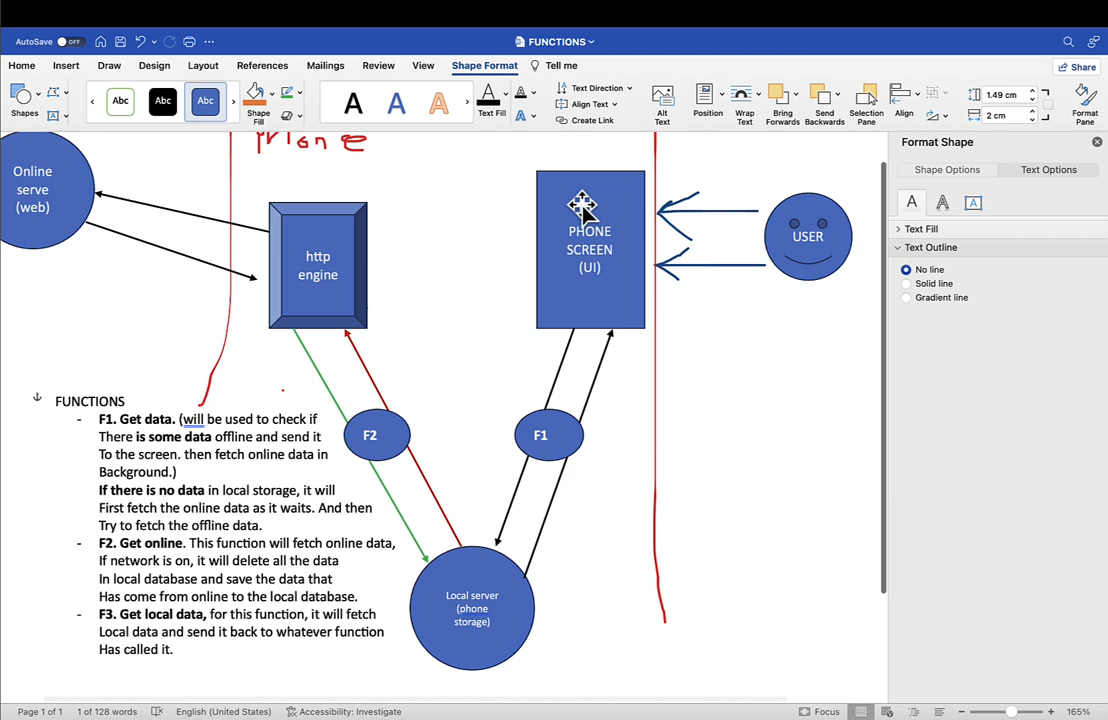 AutoSave OFF
FUNCTIONS
Home Insert Draw Design Layout References Mailings Review View Shape Format Tell me
Share
Shapes
Abc Abc Abc
Shape Fill
A A A
Text Fill
Text Direction
Align Text
Create Link
Alt Text
Position
Wrap Text
Bring Forwards
Send Backwards
Selection Pane
Align
1.49 cm
2 cm
Format Pane
Format Shape
Shape Options Text Options
Text Fill
Text Outline
No line
Solid line
Gradient line
Online
serve
(web)
http
engine
PHONE
SCREEN
(UI)
USER
F2
F1
Local server
(phone
storage)
FUNCTIONS
- F1. Get data. (will be used to check if
There is some data offline and send it
To the screen. then fetch online data in
Background.)
If there is no data in local storage, it will
First fetch the online data as it waits. And then
Try to fetch the offline data.
- F2. Get online. This function will fetch online data,
If network is on, it will delete all the data
In local database and save the data that
Has come from online to the local database.
- F3. Get local data, for this function, it will fetch
Local data and send it back to whatever function
Has called it.
Page 1 of 1 1 of 128 words English (United States) Accessibility: Investigate Focus 165%